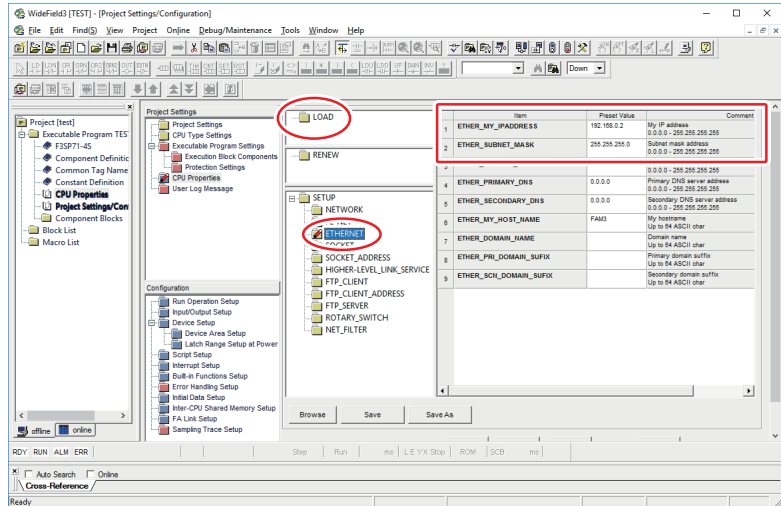 WideField3 [TEST] - [Project Settings/Configuration]
File Edit Find(S) View Project Online Debug/Maintenance Tools Window Help
Down
Project [test]
Executable Program TES
F3SP71-4S
Component Definitic
Common Tag Name
Constant Definition
CPU Properties
Project Settings/Con
Component Blocks
Block List
Macro List
offline online
Project Settings
Project Settings
CPU Type Settings
Executable Program Settings
Execution Block Components
Protection Settings
CPU Properties
User Log Message
Configuration
Run Operation Setup
Input/Output Setup
Device Setup
Device Area Setup
Latch Range Setup at Power
Script Setup
Interrupt Setup
Built-in Functions Setup
Error Handling Setup
Initial Data Setup
Inter-CPU Shared Memory Setup
FA Link Setup
Sampling Trace Setup
LOAD
RENEW
SETUP
NETWORK
ETHERNET
SOCKET
SOCKET_ADDRESS
HIGHER-LEVEL_LINK_SERVICE
FTP_CLIENT
FTP_CLIENT_ADDRESS
FTP_SERVER
ROTARY_SWITCH
NET_FILTER
Browse Save Save As
Item Preset Value Comment
1 ETHER_MY_IPADDRESS 192.168.0.2 My IP address
0.0.0.0 - 255.255.255.255
2 ETHER_SUBNET_MASK 255.255.255.0 Subnet mask address
0.0.0.0 - 255.255.255.255
0.0.0.0 - 255.255.255.255
4 ETHER_PRIMARY_DNS 0.0.0.0 Primary DNS server address
0.0.0.0 - 255.255.255.255
5 ETHER_SECONDARY_DNS 0.0.0.0 Secondary DNS server address
0.0.0.0 - 255.255.255.255
6 ETHER_MY_HOST_NAME FAM3 My hostname
Up to 64 ASCII char
7 ETHER_DOMAIN_NAME Domain name
Up to 64 ASCII char
8 ETHER_PRI_DOMAIN_SUFIX Primary domain suffix
Up to 64 ASCII char
9 ETHER_SCN_DOMAIN_SUFIX Secondary domain suffix
Up to 64 ASCII char
RDY RUN ALM ERR Step Run ms L E Y X Stop ROM SCB ms
Auto Search Online
Cross-Reference
Ready